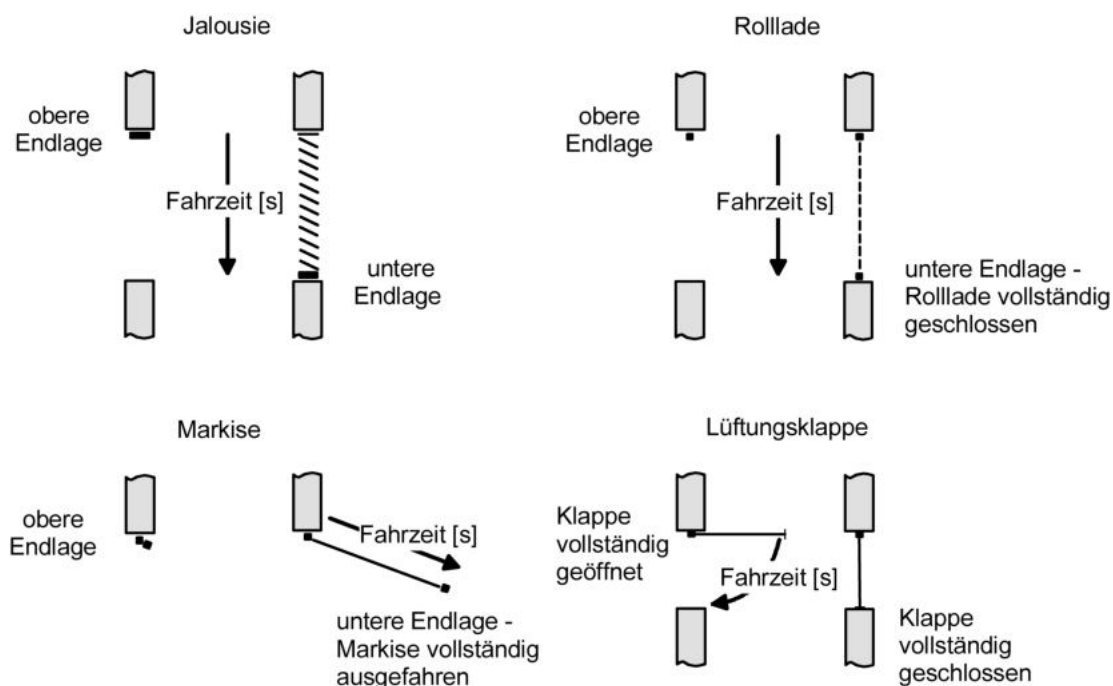 Jalousie
obere
Endlage
Fahrzeit [s]
untere
Endlage
Rolllade
obere
Endlage
Fahrzeit [s]
untere Endlage -
Rolllade vollständig
geschlossen
Markise
obere
Endlage
Fahrzeit [s]
untere Endlage -
Markise vollständig
ausgefahren
Lüftungsklappe
Klappe
vollständig
geöffnet
Fahrzeit [s]
Klappe
vollständig
geschlossen